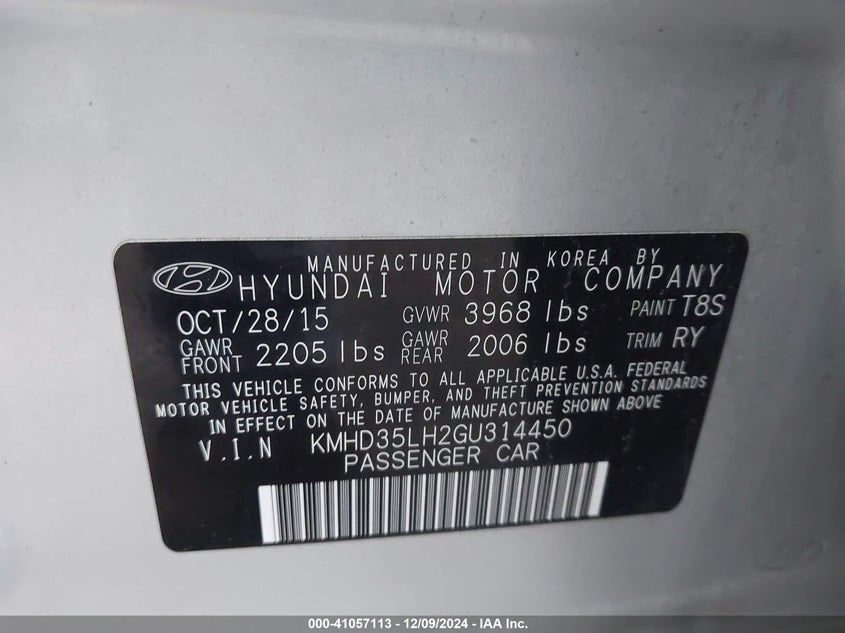 MANUFACTURED IN KOREA BY
HYUNDAI MOTOR COMPANY
OCT/28/15 GVWR 3968 lbs PAINT T8S
GAWR FRONT 2205 lbs GAWR REAR 2006 lbs TRIM RY
THIS VEHICLE CONFORMS TO ALL APPLICABLE U.S.A. FEDERAL
MOTOR VEHICLE SAFETY, BUMPER, AND THEFT PREVENTION STANDARDS
IN EFFECT ON THE DATE OF MANUFACTURE SHOWN ABOVE
V.I.N KMHD35LH2GU314450
PASSENGER CAR
000-41057113 - 12/09/2024 - IAA Inc.